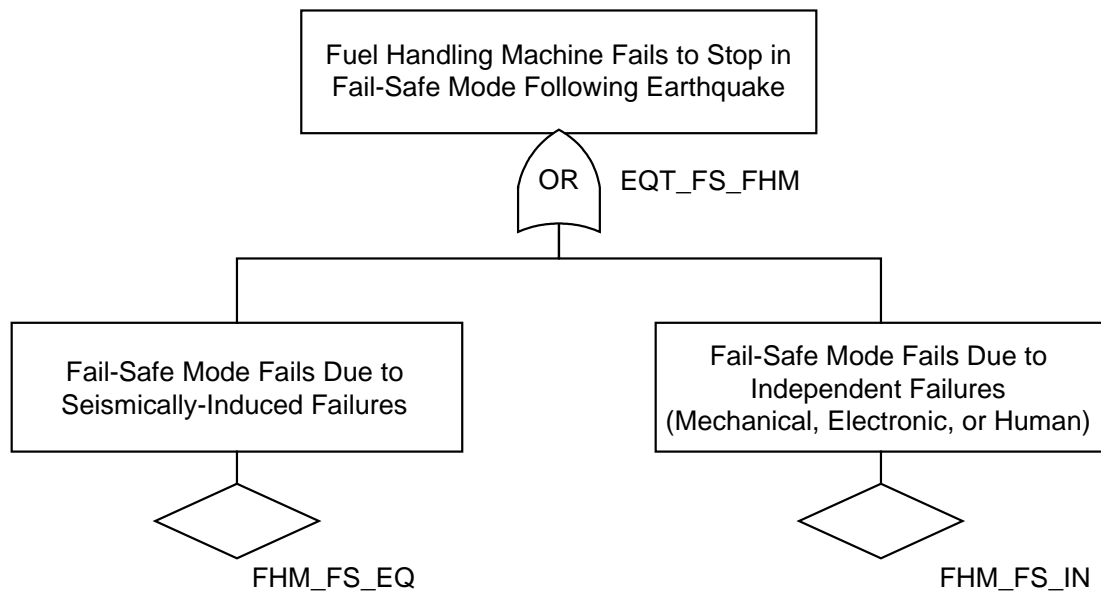 Fuel Handling Machine Fails to Stop in
Fail-Safe Mode Following Earthquake
OR
EQT_FS_FHM
Fail-Safe Mode Fails Due to
Seismically-Induced Failures
Fail-Safe Mode Fails Due to
Independent Failures
(Mechanical, Electronic, or Human)
FHM_FS_EQ
FHM_FS_IN